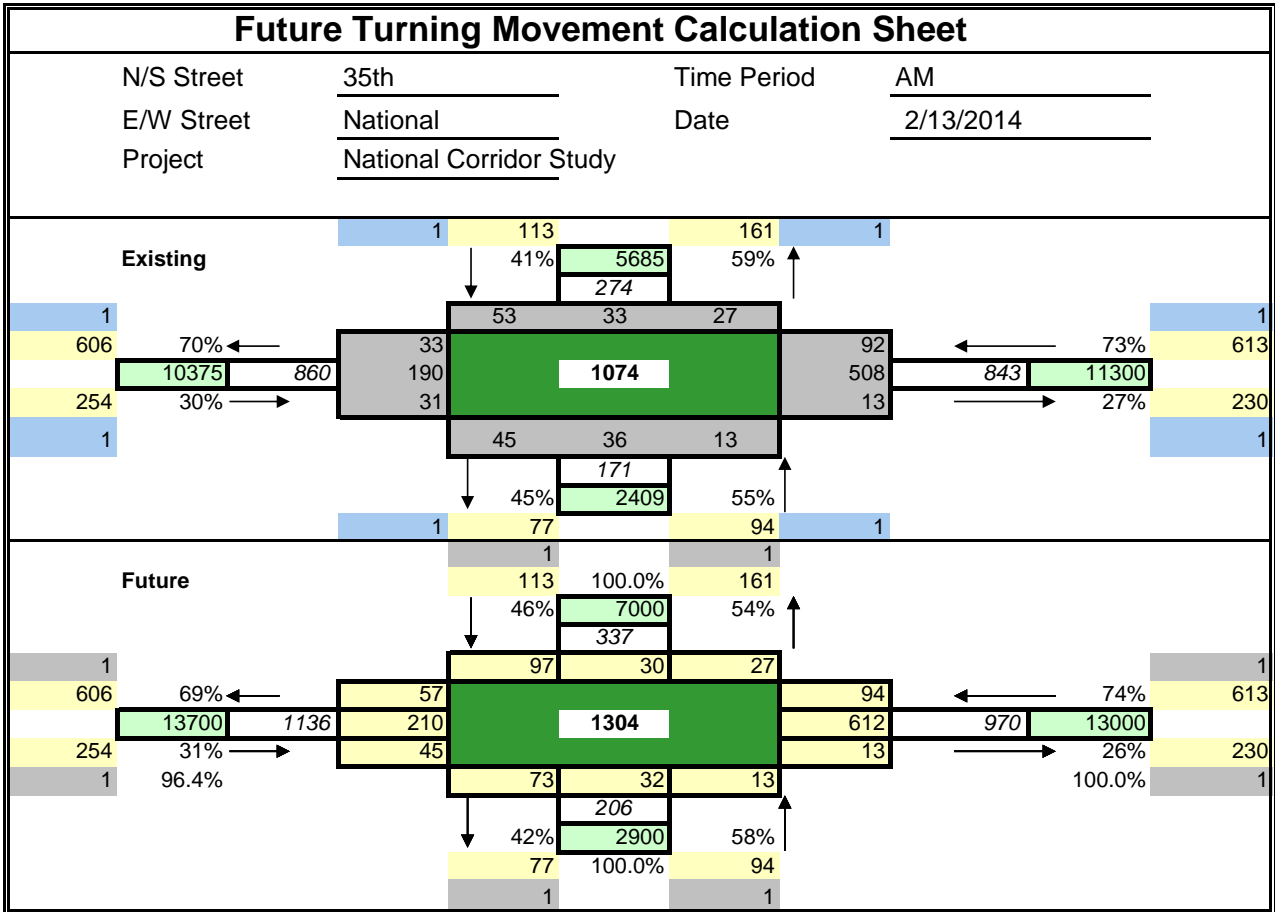 Future Turning Movement Calculation Sheet
N/S Street 35th Time Period AM
E/W Street National Date 2/13/2014
Project National Corridor Study
1 113 161 1
Existing 41% 5685 59%
274
1 53 33 27 1
606 70% 33 92 73% 613
10375 860 190 1074 508 843 11300
254 30% 31 13 27% 230
1 45 36 13 1
171
45% 2409 55%
1 77 94 1
1 1
Future 113 100.0% 161
46% 7000 54%
337
1 97 30 27 1
606 69% 57 94 74% 613
13700 1136 210 1304 612 970 13000
254 31% 45 13 26% 230
1 96.4% 73 32 13 100.0% 1
206
42% 2900 58%
77 100.0% 94
1 1